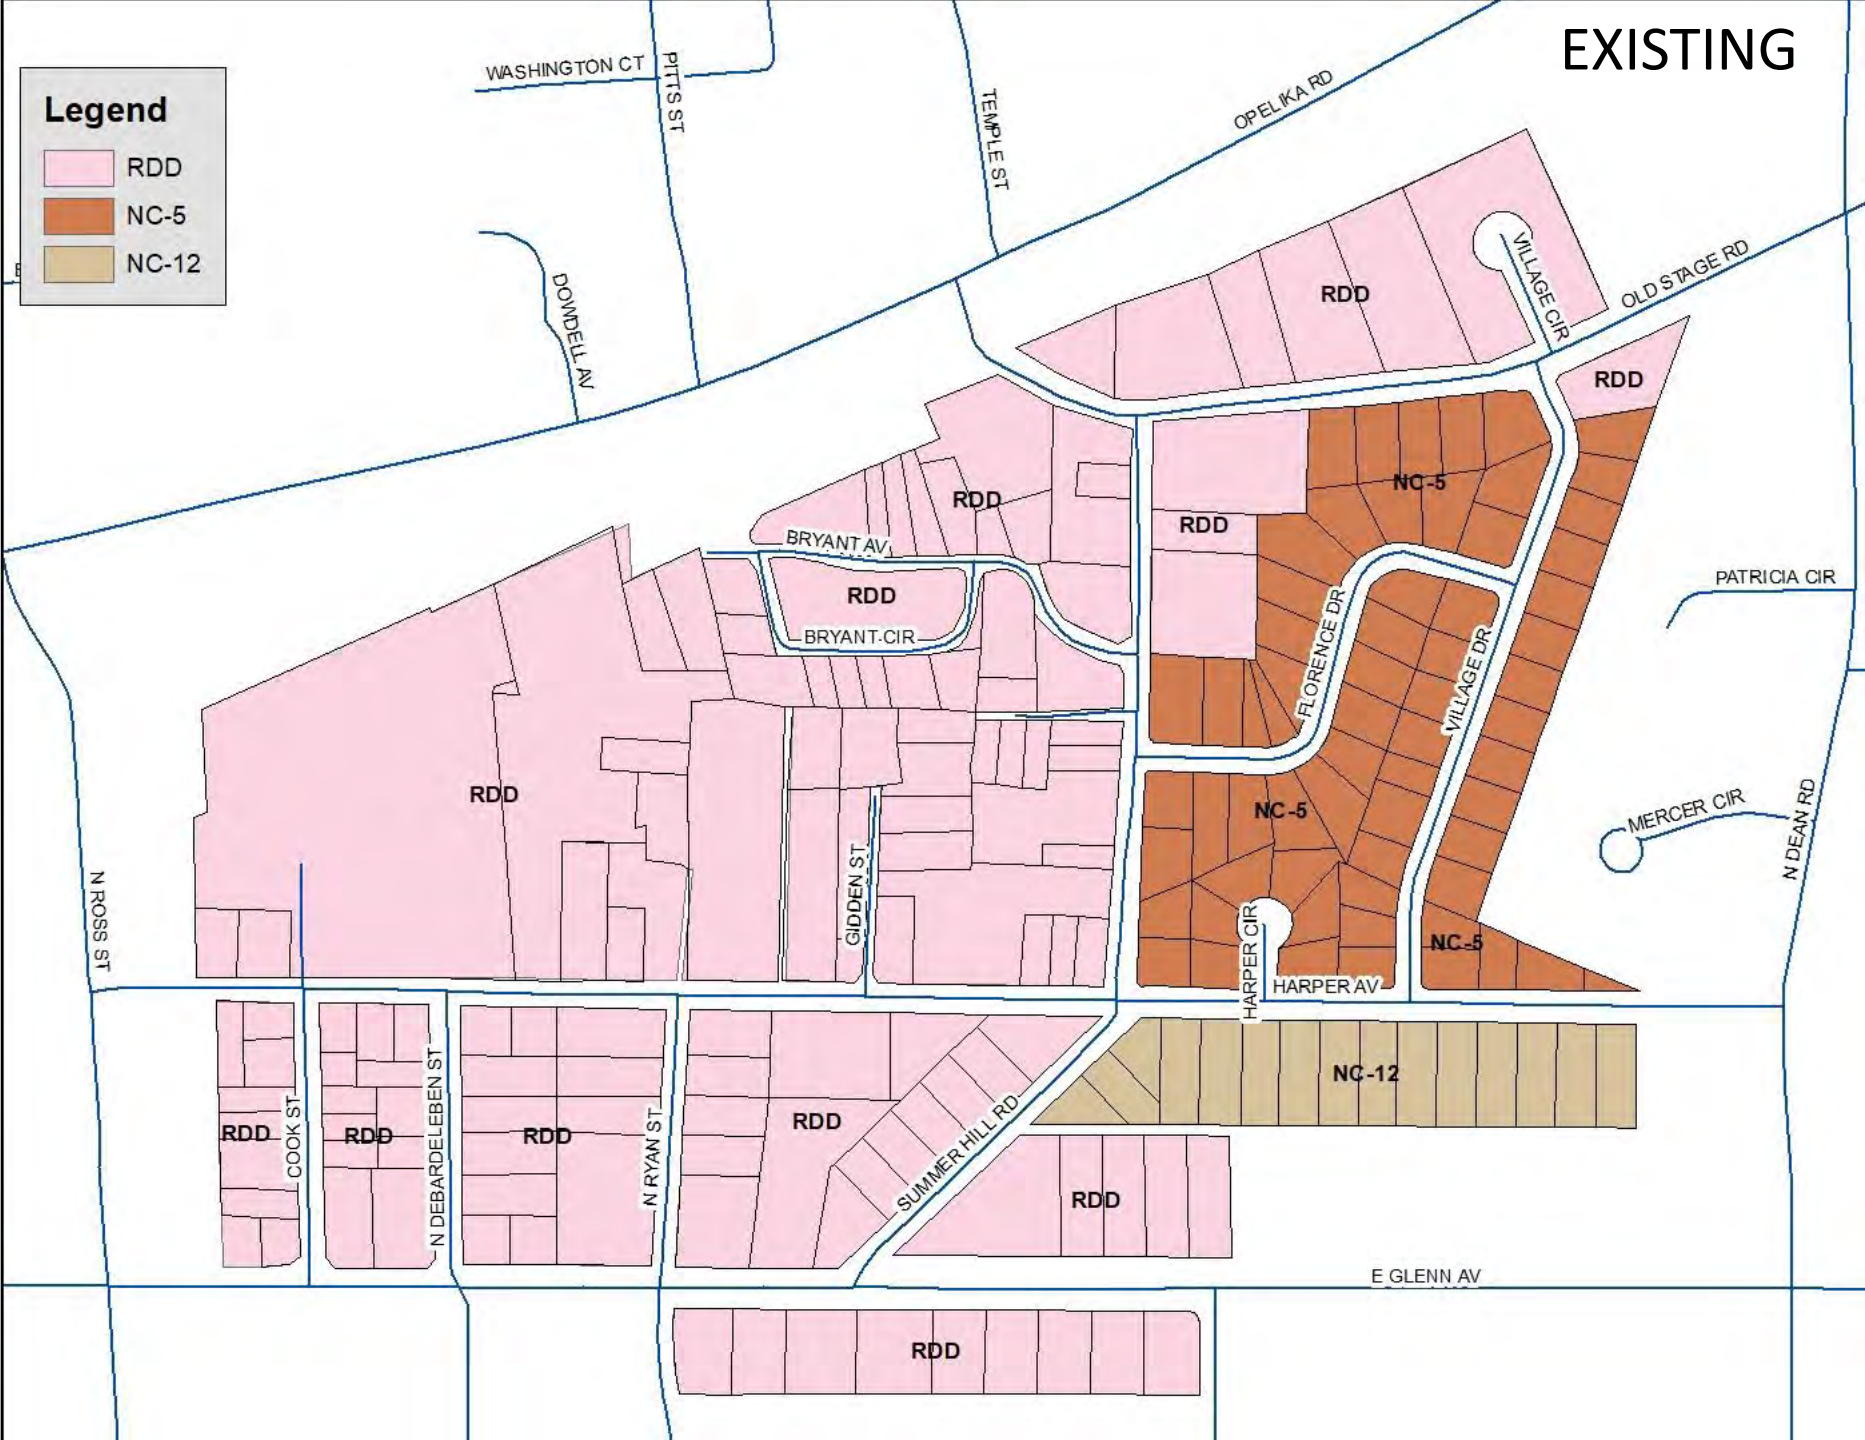 EXISTING
Legend
RDD
NC-5
NC-12
WASHINGTON CT
PITTS ST
TEMPLE ST
OPELIKA RD
DOWDELL AV
VILLAGE CIR
OLD STAGE RD
RDD
RDD
NC-5
RDD
RDD
BRYANT AV
RDD
BRYANT CIR
PATRICIA CIR
FLORENCE DR
VILLAGE DR
RDD
NC-5
MERCER CIR
N DEAN RD
N ROSS ST
GIDDEN ST
NC-5
HARPER CIR
HARPER AV
NC-12
RDD
COOK ST
RDD
N DEBARDELEBEN ST
RDD
N RYAN ST
RDD
SUMMER HILL RD
RDD
E GLENN AV
RDD